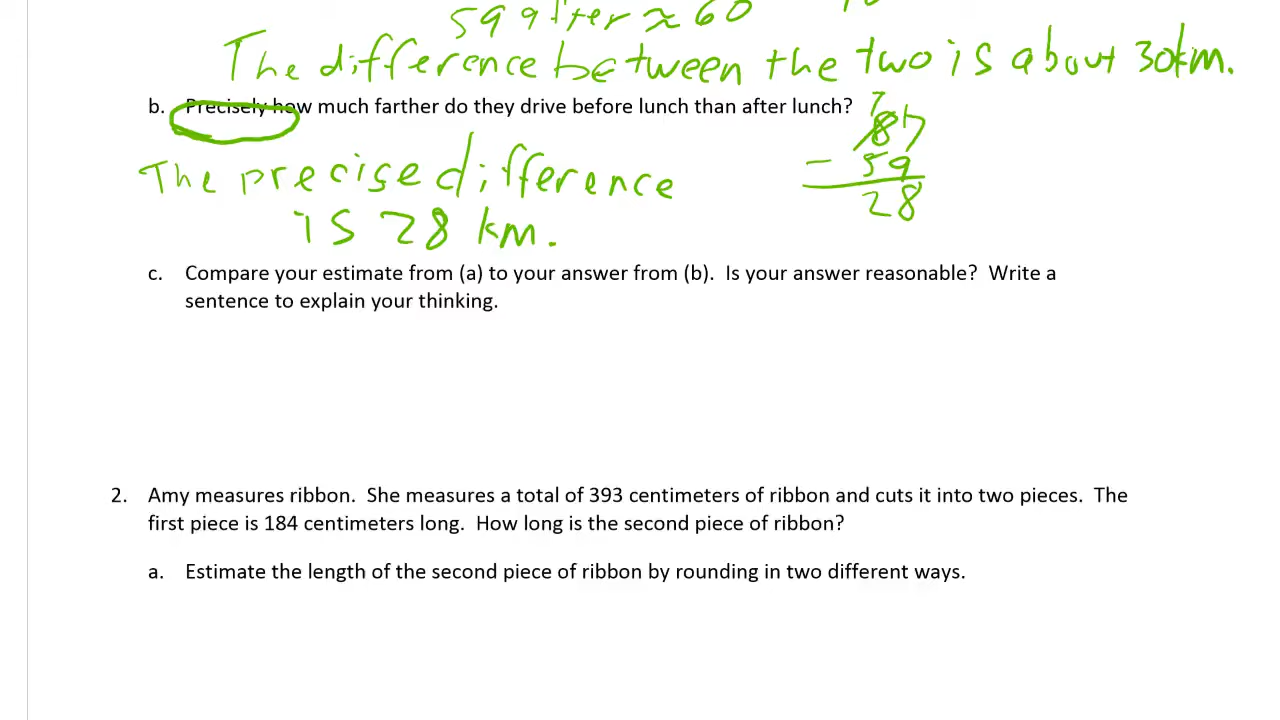 59 after ≈ 60
The difference between the two is about 30km.
b. Precisely how much farther do they drive before lunch than after lunch?
7
87
- 59
28
The precise difference
is 28 km.
c. Compare your estimate from (a) to your answer from (b). Is your answer reasonable? Write a
sentence to explain your thinking.
2. Amy measures ribbon. She measures a total of 393 centimeters of ribbon and cuts it into two pieces. The
first piece is 184 centimeters long. How long is the second piece of ribbon?
a. Estimate the length of the second piece of ribbon by rounding in two different ways.